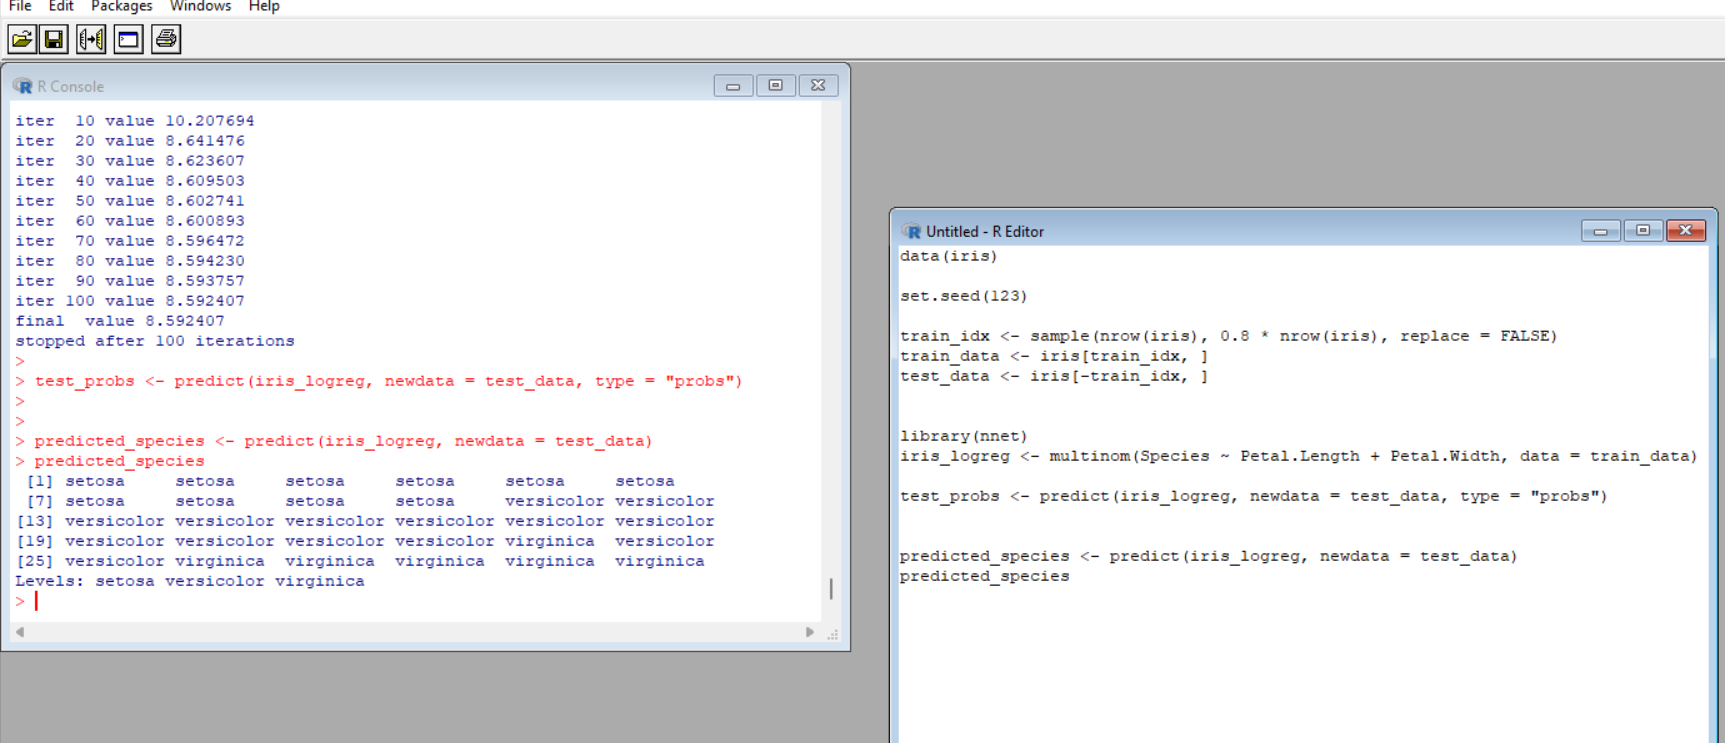 File Edit Packages Windows Help
R Console
iter  10 value 10.207694
iter  20 value 8.641476
iter  30 value 8.623607
iter  40 value 8.609503
iter  50 value 8.602741
iter  60 value 8.600893
iter  70 value 8.596472
iter  80 value 8.594230
iter  90 value 8.593757
iter 100 value 8.592407
final  value 8.592407
stopped after 100 iterations
>
> test_probs <- predict(iris_logreg, newdata = test_data, type = "probs")
>
>
> predicted_species <- predict(iris_logreg, newdata = test_data)
> predicted_species
 [1] setosa     setosa     setosa     setosa     setosa     setosa
 [7] setosa     setosa     setosa     setosa     versicolor versicolor
[13] versicolor versicolor versicolor versicolor versicolor versicolor
[19] versicolor versicolor versicolor versicolor virginica  versicolor
[25] versicolor virginica  virginica  virginica  virginica  virginica
Levels: setosa versicolor virginica
>
Untitled - R Editor
data(iris)
set.seed(123)
train_idx <- sample(nrow(iris), 0.8 * nrow(iris), replace = FALSE)
train_data <- iris[train_idx, ]
test_data <- iris[-train_idx, ]
library(nnet)
iris_logreg <- multinom(Species ~ Petal.Length + Petal.Width, data = train_data)
test_probs <- predict(iris_logreg, newdata = test_data, type = "probs")
predicted_species <- predict(iris_logreg, newdata = test_data)
predicted_species